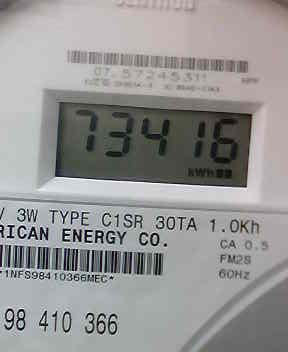 07.5724531
73416
kWh
V 3W TYPE C1SR 30TA 1.0Kh
RICAN ENERGY CO.
CA 0.5
FM2S
60Hz
*1NFS98410366MEC*
98 410 366